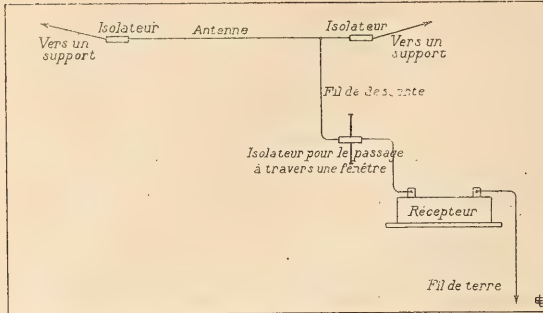 Isolateur
Antenne
Isolateur
Vers un
support
Vers un
support
Fil de descente
Isolateur pour le passage
à travers une fenêtre
Récepteur
Fil de terre